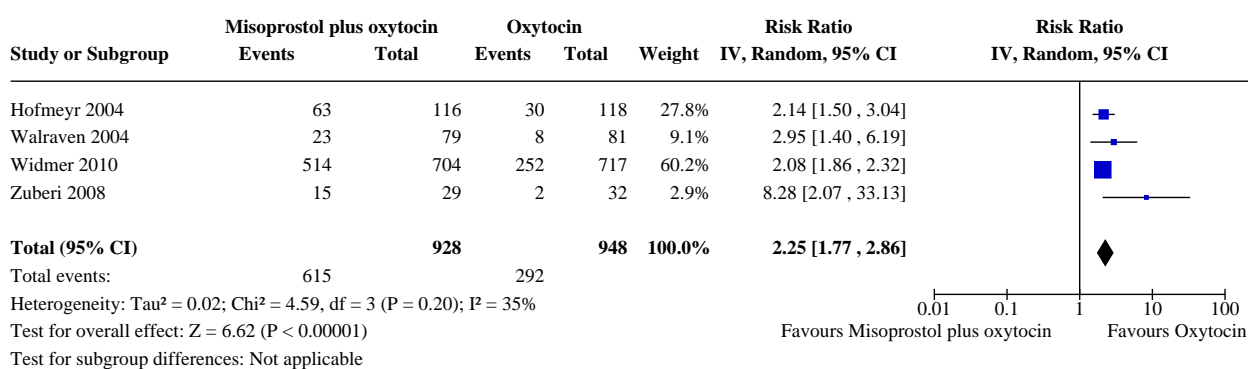 Misoprostol plus oxytocin Oxytocin Risk Ratio Risk Ratio
Study or Subgroup Events Total Events Total Weight IV, Random, 95% CI IV, Random, 95% CI
Hofmeyr 2004 63 116 30 118 27.8% 2.14 [1.50 , 3.04]
Walraven 2004 23 79 8 81 9.1% 2.95 [1.40 , 6.19]
Widmer 2010 514 704 252 717 60.2% 2.08 [1.86 , 2.32]
Zuberi 2008 15 29 2 32 2.9% 8.28 [2.07 , 33.13]
Total (95% CI) 928 948 100.0% 2.25 [1.77 , 2.86]
Total events: 615 292
Heterogeneity: Tau² = 0.02; Chi² = 4.59, df = 3 (P = 0.20); I² = 35%
0.01 0.1 1 10 100
Test for overall effect: Z = 6.62 (P < 0.00001)
Favours Misoprostol plus oxytocin Favours Oxytocin
Test for subgroup differences: Not applicable